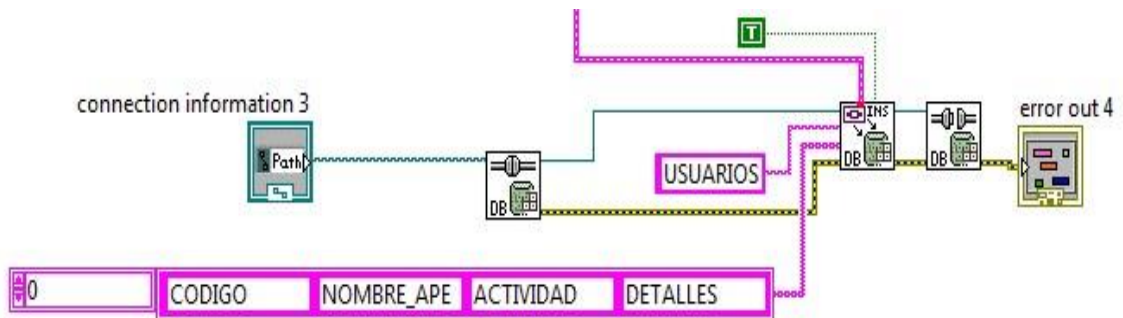 T
connection information 3
INS
error out 4
Path
DB
USUARIOS
DB
DB
0
CODIGO NOMBRE_APE ACTIVIDAD DETALLES